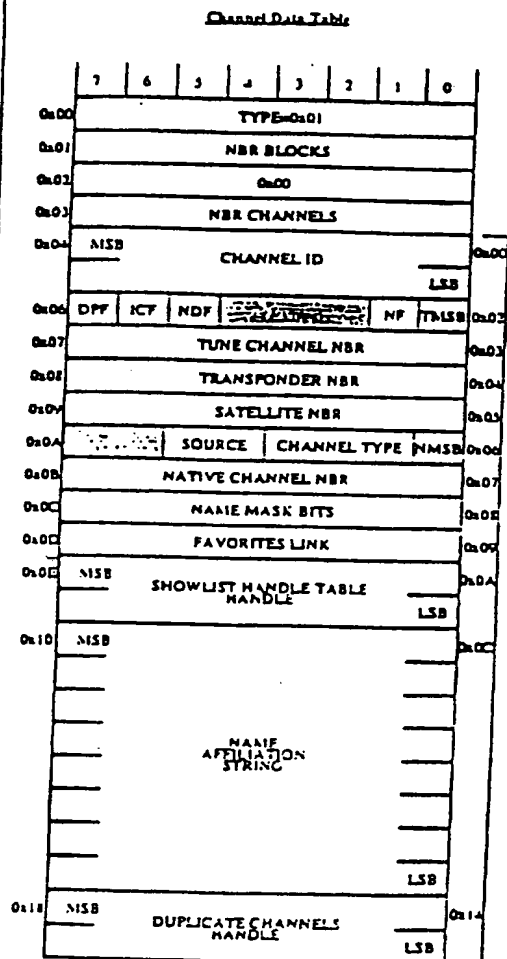 Channel Data Table
7 6 5 4 3 2 1 0
0x00 TYPE=0x01
0x01 NBR BLOCKS
0x02 0x00
0x03 NBR CHANNELS
0x04 MSB CHANNEL ID LSB 0x00
0x06 DPF ICF NDF NF TMSB 0x02
0x07 TUNE CHANNEL NBR 0x03
0x08 TRANSPONDER NBR 0x04
0x09 SATELLITE NBR 0x05
0x0A SOURCE CHANNEL TYPE NMSB 0x06
0x0B NATIVE CHANNEL NBR 0x07
0x0C NAME MASK BITS 0x08
0x0D FAVORITES LINK 0x09
0x0E MSB SHOWLIST HANDLE TABLE 0x0A
HANDLE LSB
0x10 MSB 0x0C
NAME
AFFILIATION
STRING
LSB
0x18 MSB DUPLICATE CHANNELS 0x14
HANDLE LSB